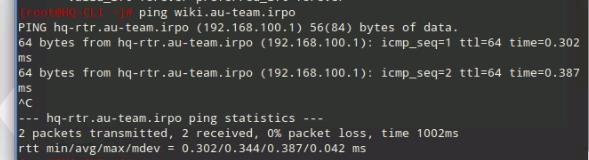 [root@HQ-CLI ~]# ping wiki.au-team.irpo
PING hq-rtr.au-team.irpo (192.168.100.1) 56(84) bytes of data.
64 bytes from hq-rtr.au-team.irpo (192.168.100.1): icmp_seq=1 ttl=64 time=0.302
ms
64 bytes from hq-rtr.au-team.irpo (192.168.100.1): icmp_seq=2 ttl=64 time=0.387
ms
^C
--- hq-rtr.au-team.irpo ping statistics ---
2 packets transmitted, 2 received, 0% packet loss, time 1002ms
rtt min/avg/max/mdev = 0.302/0.344/0.387/0.042 ms